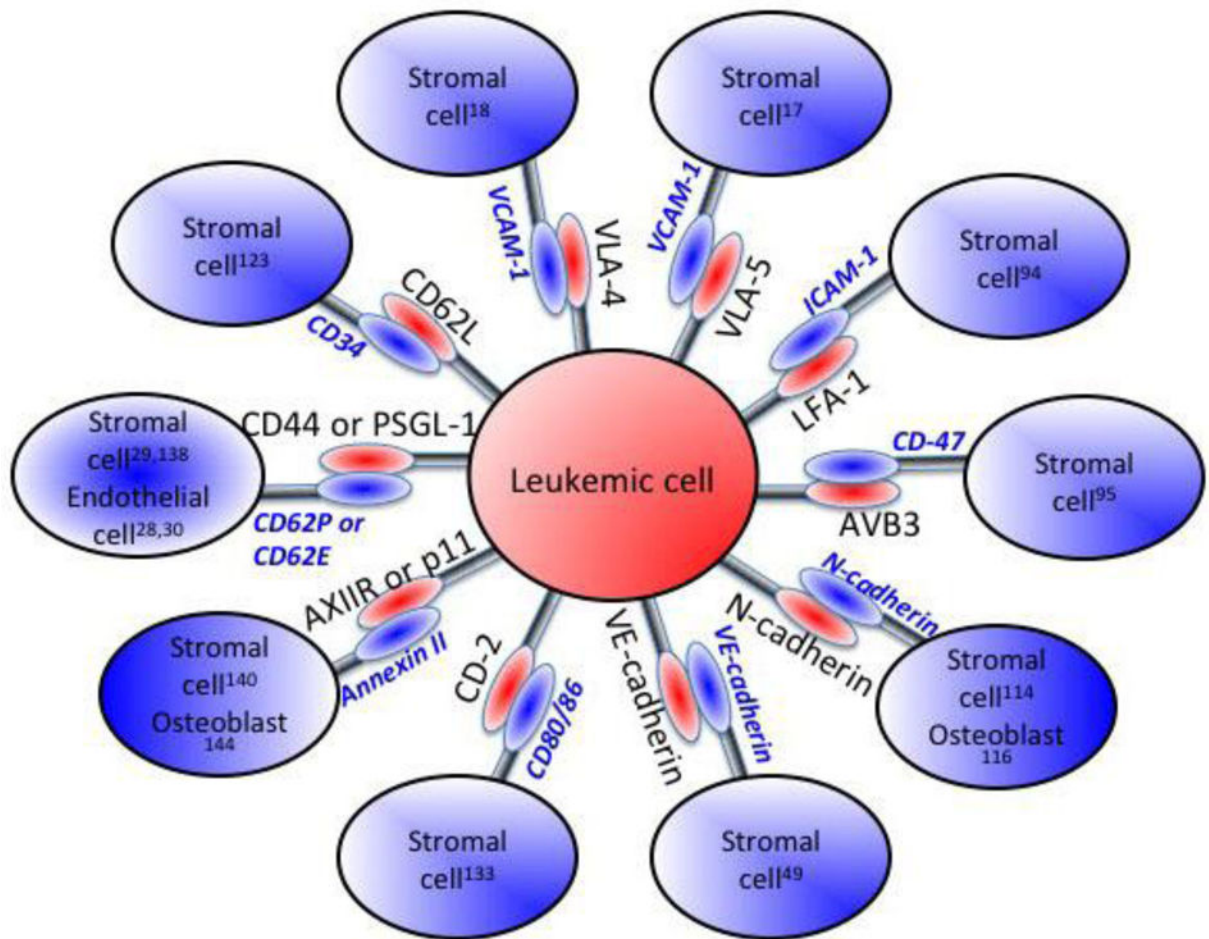 Stromal
cell18
Stromal
cell17
VCAM-1
VLA-4
VCAM-1
VLA-5
Stromal
cell123
CD62L
CD34
Stromal
cell94
ICAM-1
LFA-1
Stromal
cell29,138
Endothelial
cell28,30
CD44 or PSGL-1
CD62P or
CD62E
Leukemic cell
CD-47
AVB3
Stromal
cell95
AXIIR or p11
Annexin II
Stromal
cell140
Osteoblast
144
CD-2
CD80/86
VE-cadherin
VE-cadherin
N-cadherin
N-cadherin
Stromal
cell114
Osteoblast
116
Stromal
cell133
Stromal
cell49